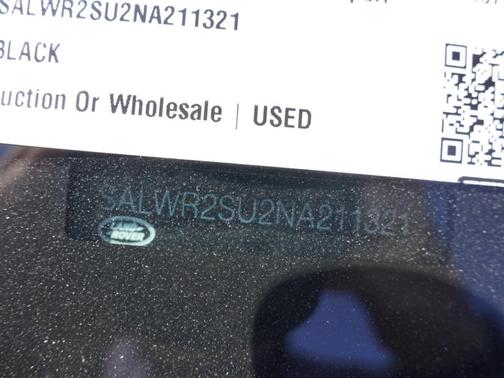 SALWR2SU2NA211321
BLACK
uction Or Wholesale | USED
SALWR2SU2NA211321
LAND
ROVER